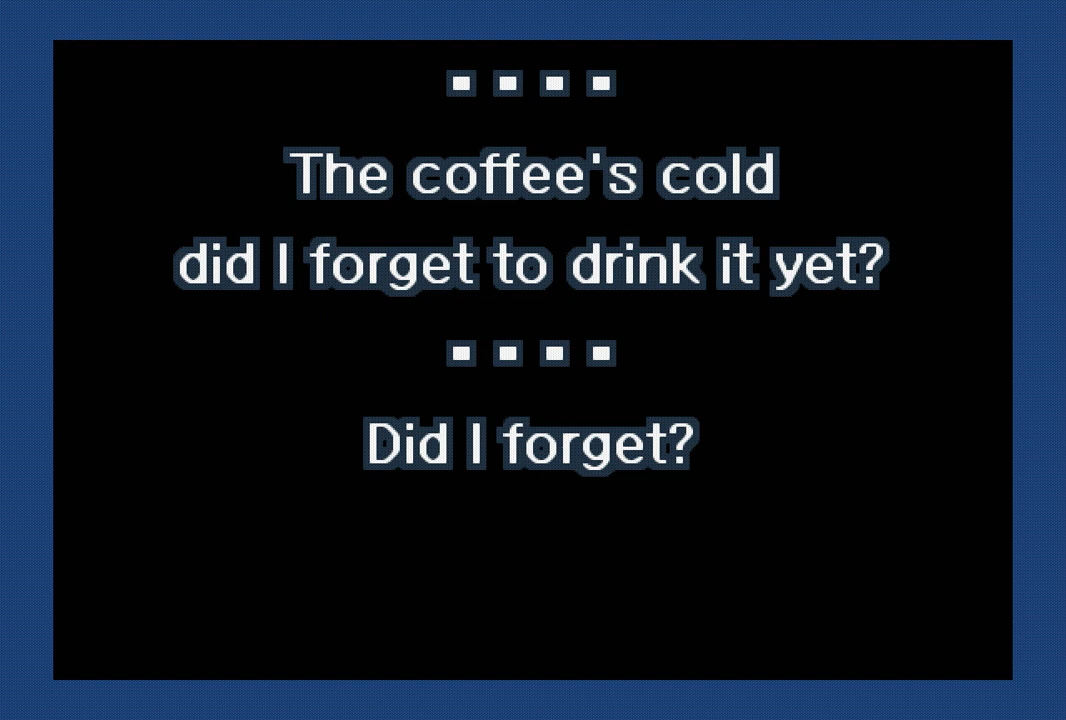 ....
The coffee's cold
did I forget to drink it yet?
....
Did I forget?